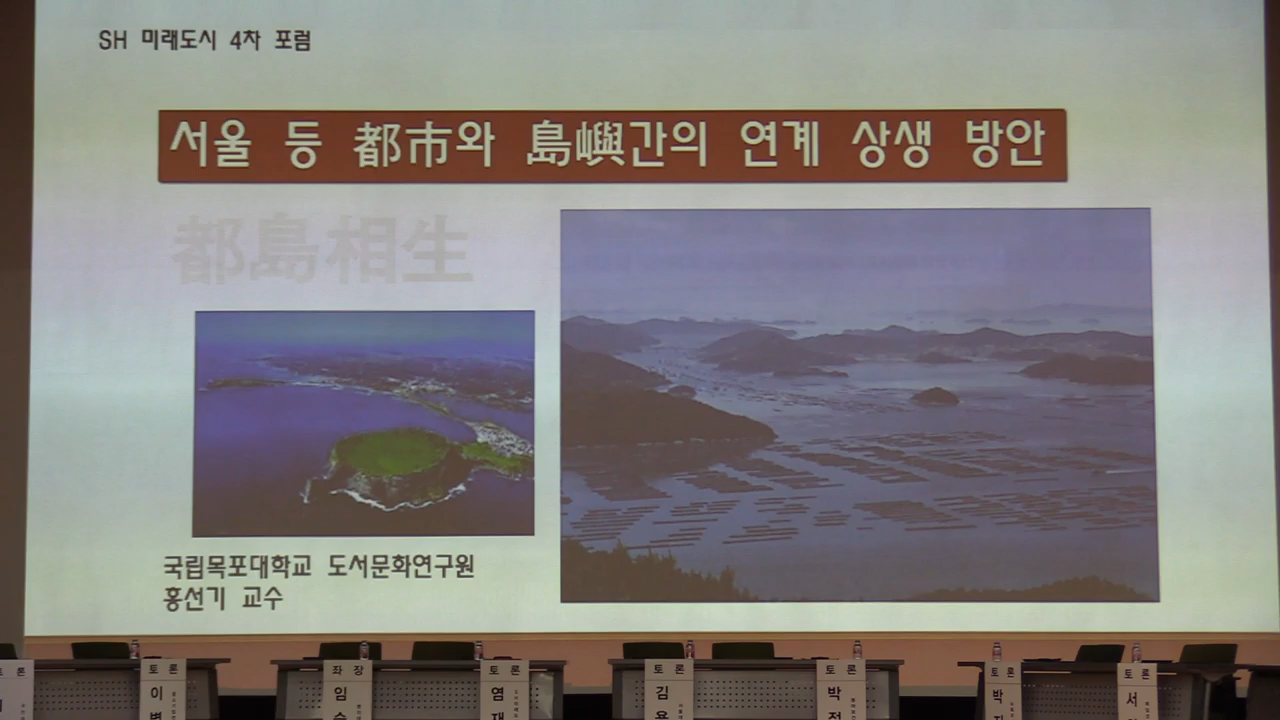 SH 미래도시 4차 포럼
서울 등 都市와 島嶼간의 연계 상생 방안
都島相生
국립목포대학교 도서문화연구원
홍선기 교수
론
토 론
이
좌 장
임
토 론
염
토 론
김
토 론
박
토 론
박
토 론
서